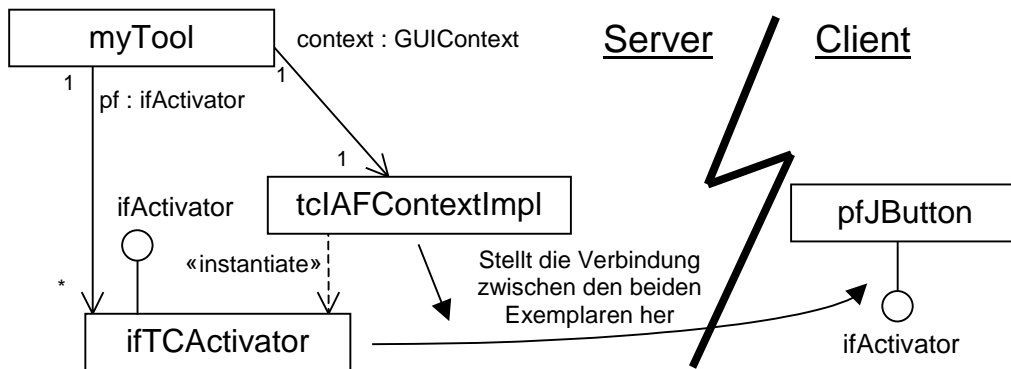 myTool
context : GUIContext
Server
Client
1
1
pf : ifActivator
1
tcIAFContextImpl
pfJButton
ifActivator
«instantiate»
Stellt die Verbindung
zwischen den beiden
Exemplaren her
*
ifTCActivator
ifActivator